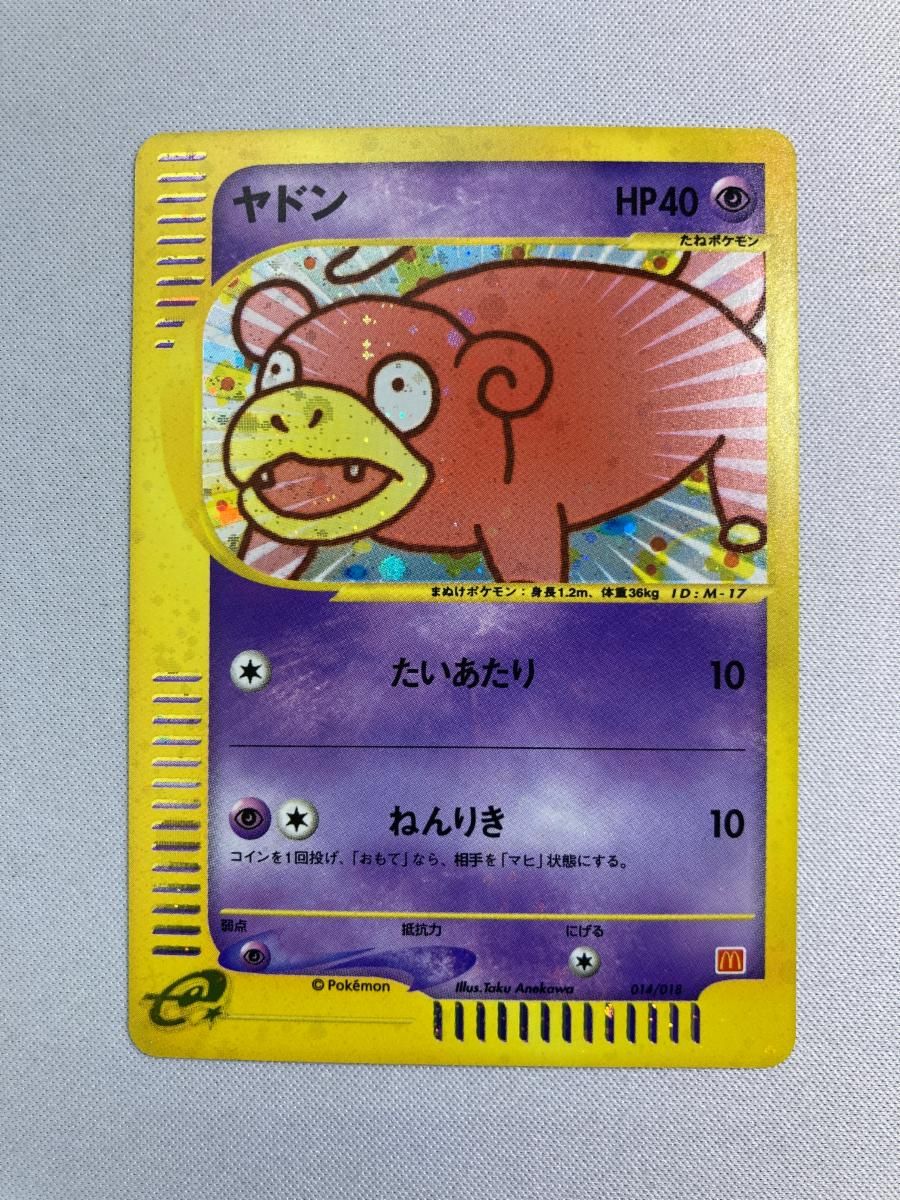 ヤドン HP40
たねポケモン
まぬけポケモン：身長1.2m、体重36kg ID:M-17
たいあたり 10
ねんりき 10
コインを1回投げ、「おもて」なら、相手を「マヒ」状態にする。
弱点 抵抗力 にげる
©Pokémon Illus.Taku Anekawa 014/018